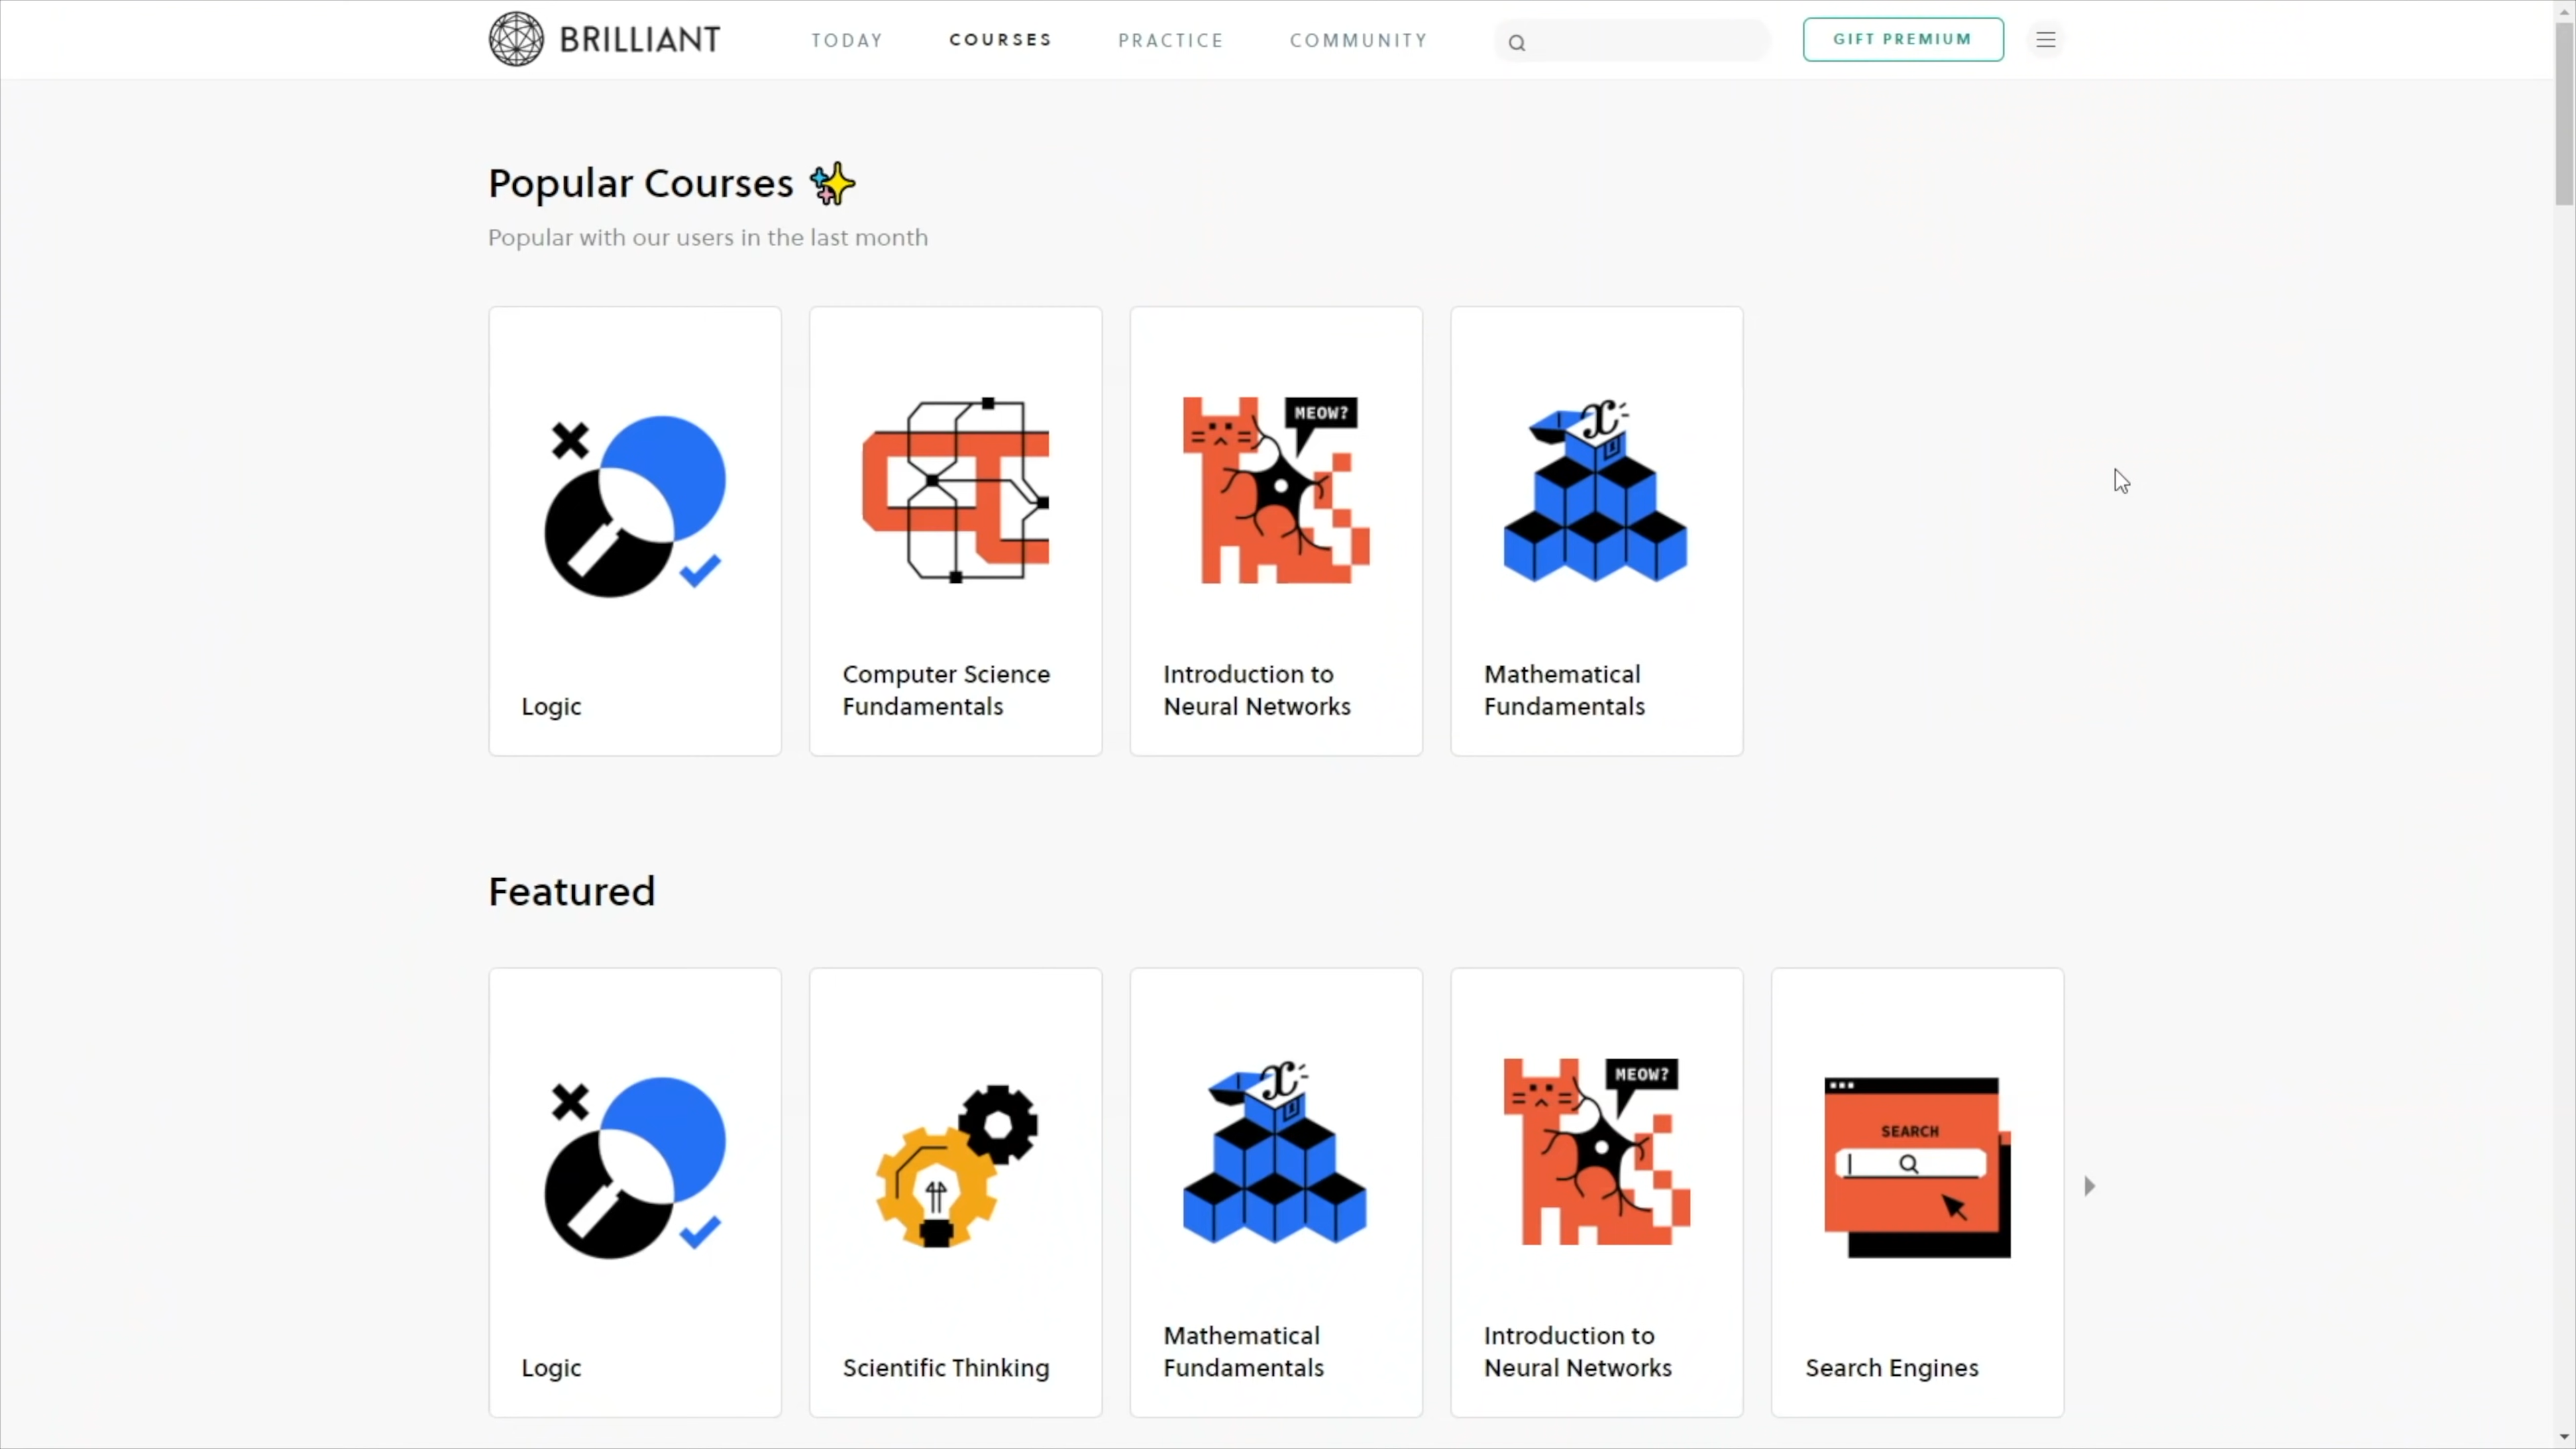 BRILLIANT
TODAY
COURSES
PRACTICE
COMMUNITY
GIFT PREMIUM
Popular Courses
Popular with our users in the last month
Logic
Computer Science
Fundamentals
MEOW?
Introduction to
Neural Networks
x
Mathematical
Fundamentals
Featured
Logic
Scientific Thinking
x
Mathematical
Fundamentals
MEOW?
Introduction to
Neural Networks
SEARCH
Search Engines